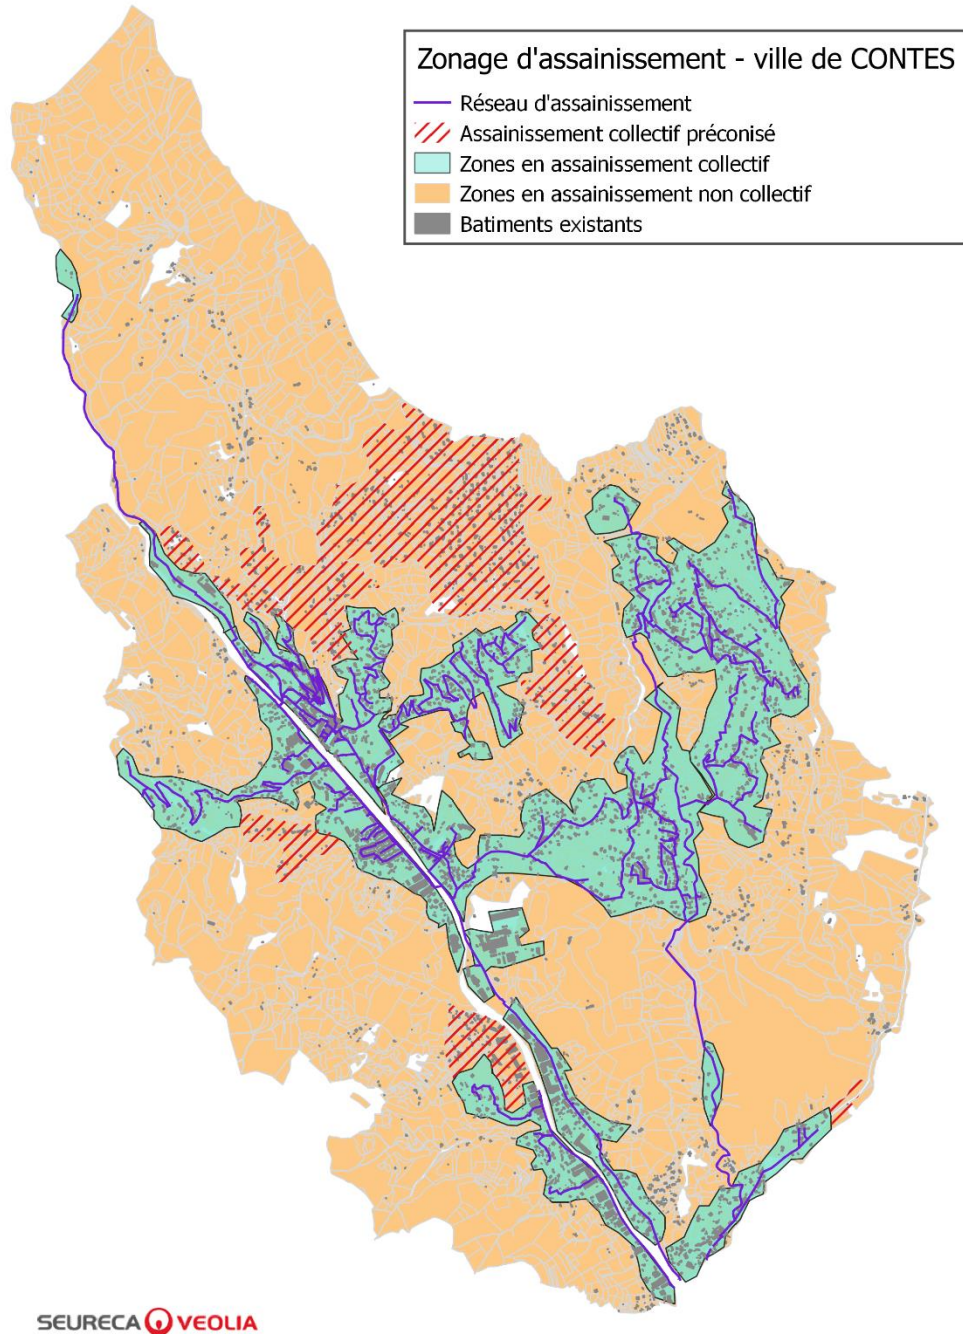 Zonage d'assainissement - ville de CONTES
Réseau d'assainissement
Assainissement collectif préconisé
Zones en assainissement collectif
Zones en assainissement non collectif
Batiments existants
SEURECA VEOLIA